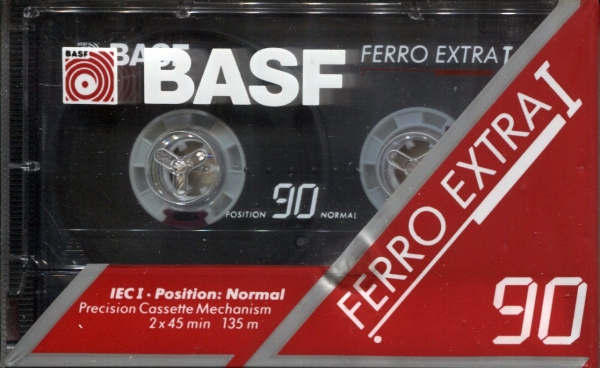 BASF
BASF
BASF
FERRO EXTRA I
POSITION 90 NORMAL
FERRO EXTRA I
IEC I · Position: Normal
Precision Cassette Mechanism
2 x 45 min 135 m
90